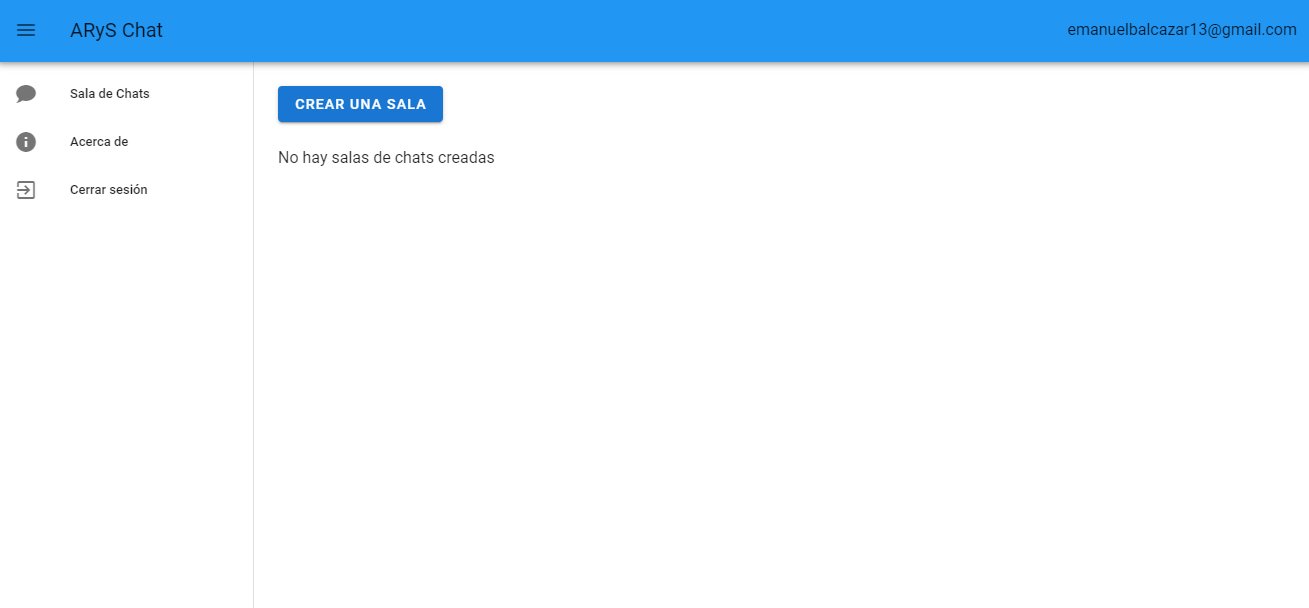 ARyS Chat
emanuelbalcazar13@gmail.com
Sala de Chats
Acerca de
Cerrar sesión
CREAR UNA SALA
No hay salas de chats creadas